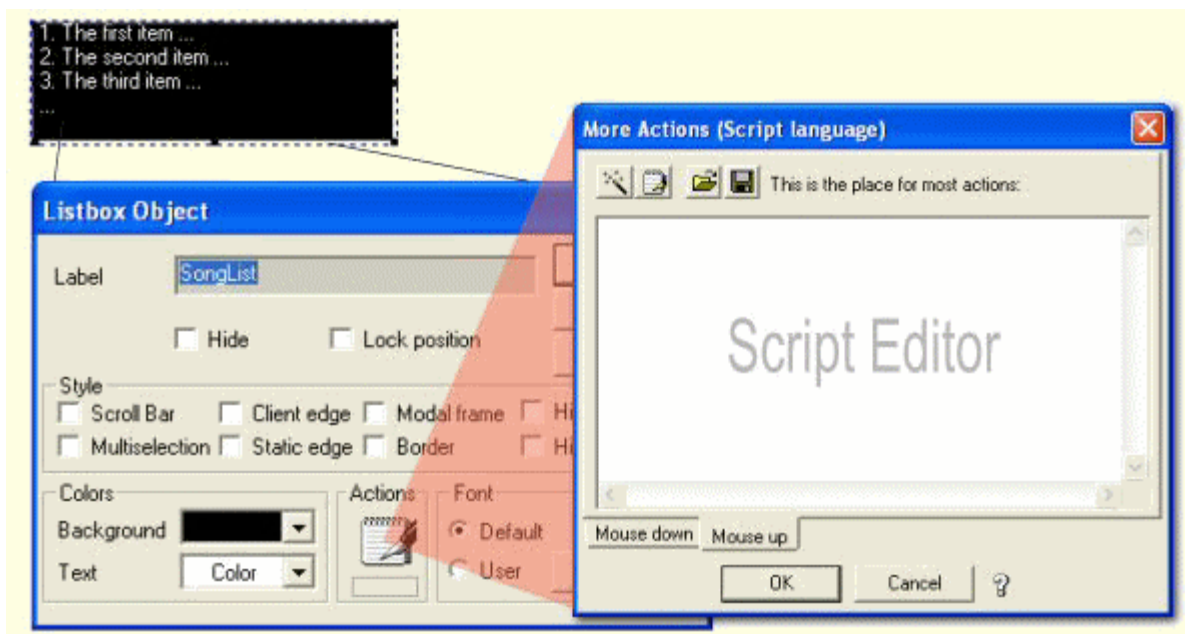 1. The first item ...
2. The second item ...
3. The third item ...
...
Listbox Object
Label SongList
Hide Lock position
Style
Scroll Bar Client edge Modal frame Hi
Multiselection Static edge Border Hi
Colors
Background
Text Color
Actions
Font
Default
User
More Actions (Script language)
This is the place for most actions:
Script Editor
Mouse down Mouse up
OK Cancel ?